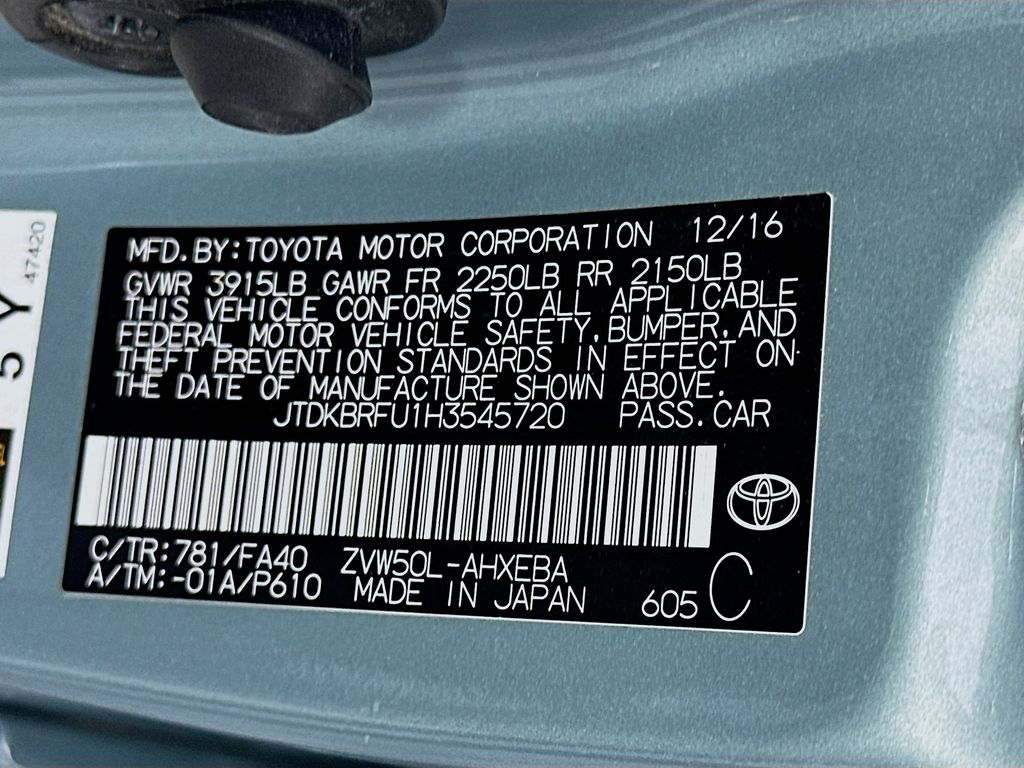 MFD. BY: TOYOTA MOTOR CORPORATION 12/16
GVWR 3915LB GAWR FR 2250LB RR 2150LB
THIS VEHICLE CONFORMS TO ALL APPLICABLE
FEDERAL MOTOR VEHICLE SAFETY, BUMPER, AND
THEFT PREVENTION STANDARDS IN EFFECT ON
THE DATE OF MANUFACTURE SHOWN ABOVE.
JTDKBRFU1H3545720 PASS. CAR
C/TR: 781/FA40 ZVW50L-AHXEBA
A/TM: -01A/P610 MADE IN JAPAN 605 C
47420
5 Y